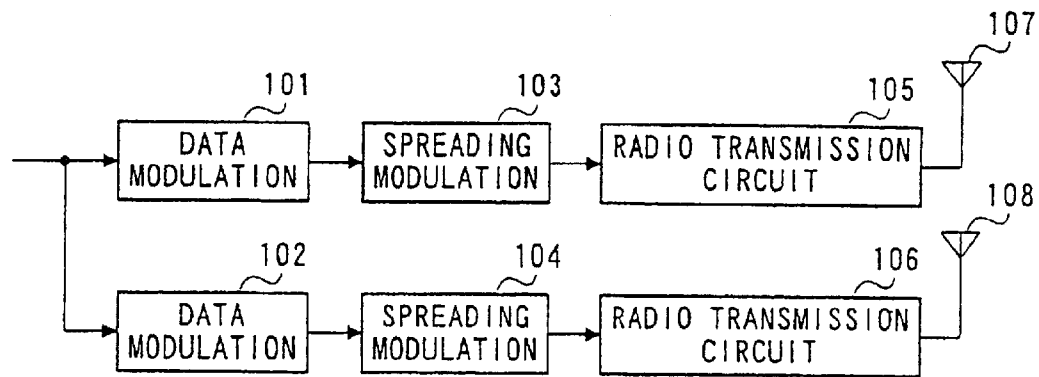 107
101
103
105
DATA
MODULATION
SPREADING
MODULATION
RADIO TRANSMISSION
CIRCUIT
108
102
104
106
DATA
MODULATION
SPREADING
MODULATION
RADIO TRANSMISSION
CIRCUIT